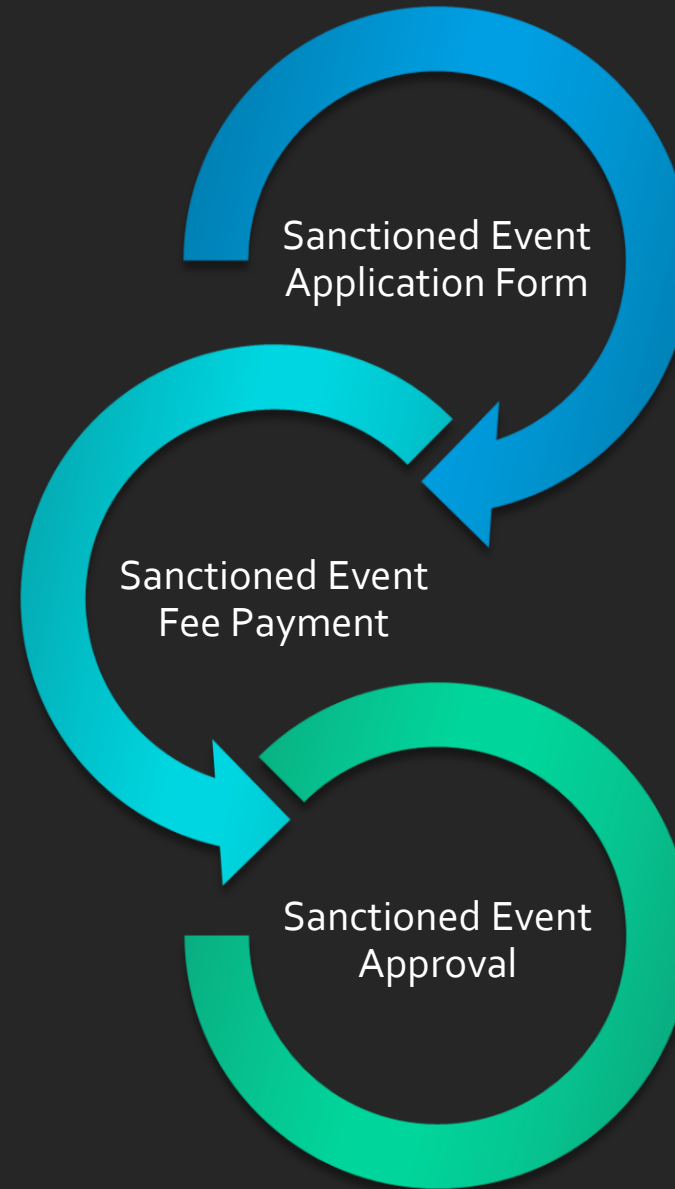 Sanctioned Event
Application Form
Sanctioned Event
Fee Payment
Sanctioned Event
Approval